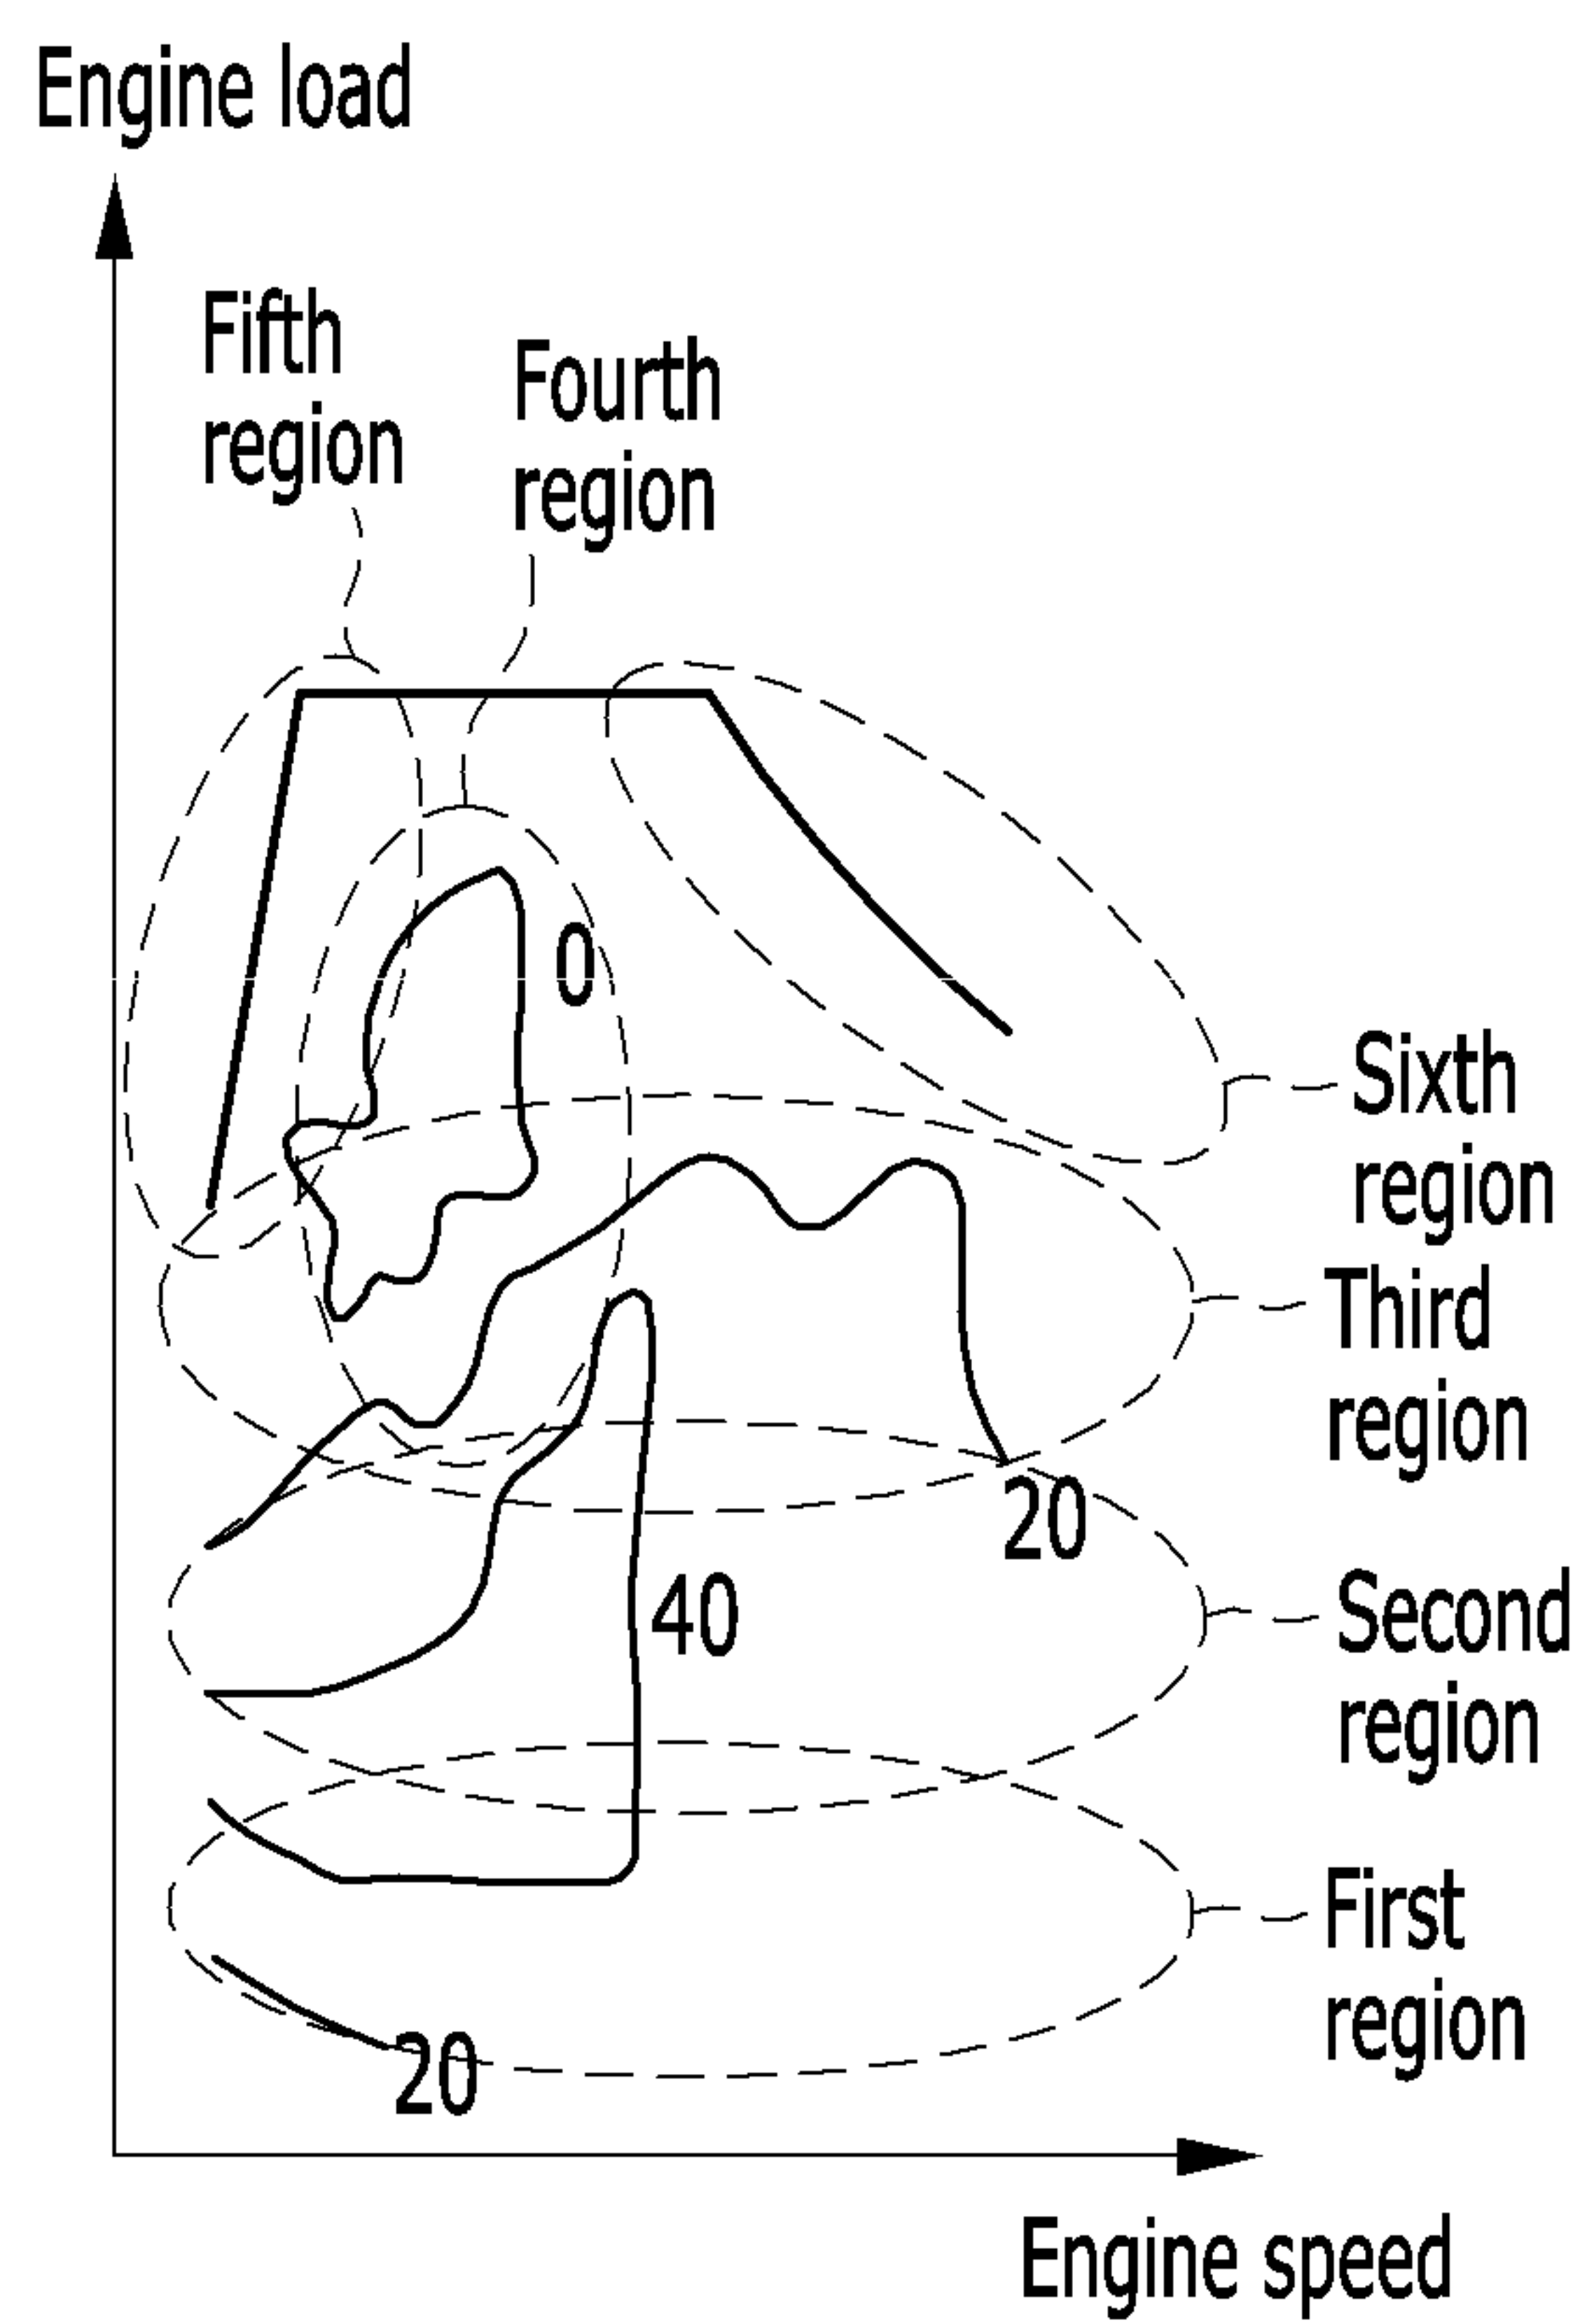 Engine load
Fifth
region
Fourth
region
0
Sixth
region
Third
region
20
40
Second
region
First
region
20
Engine speed